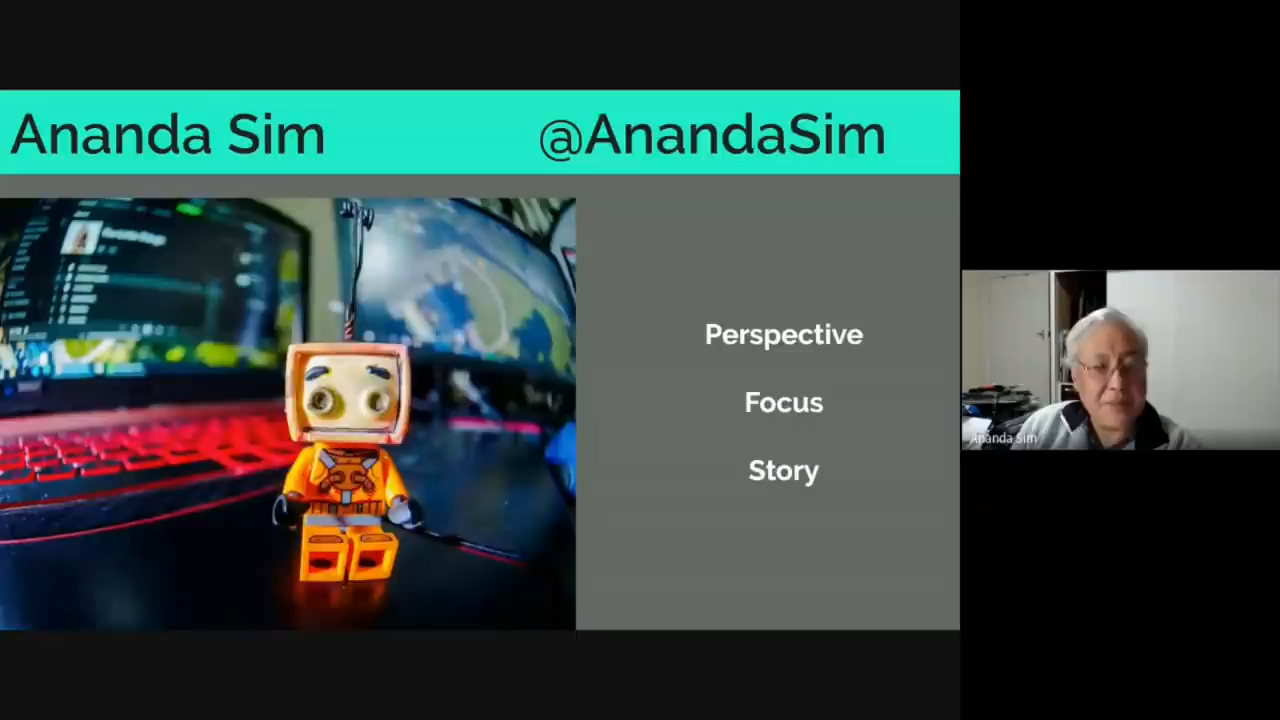 Ananda Sim
@AnandaSim
Perspective
Focus
Story
Ananda Sim